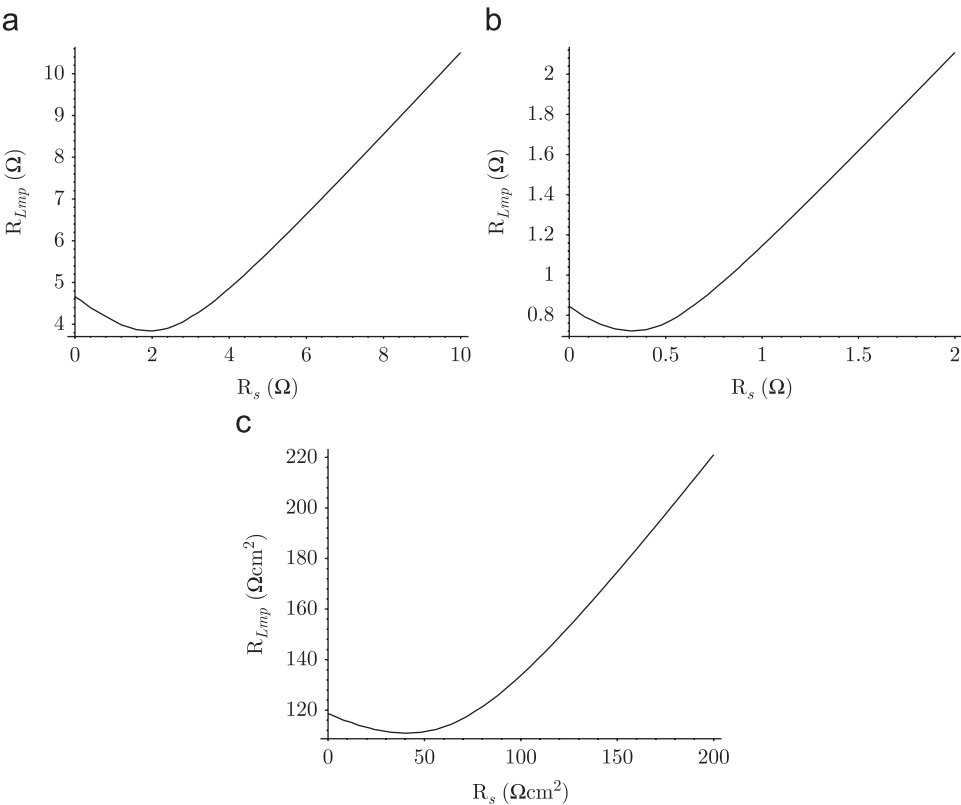 a
10
9
8
7
6
5
4
R_Lmp (Ω)
0 2 4 6 8 10
R_s (Ω)
b
2
1.8
1.6
1.4
1.2
1
0.8
R_Lmp (Ω)
0 0.5 1 1.5 2
R_s (Ω)
c
220
200
180
160
140
120
R_Lmp (Ωcm²)
0 50 100 150 200
R_s (Ωcm²)